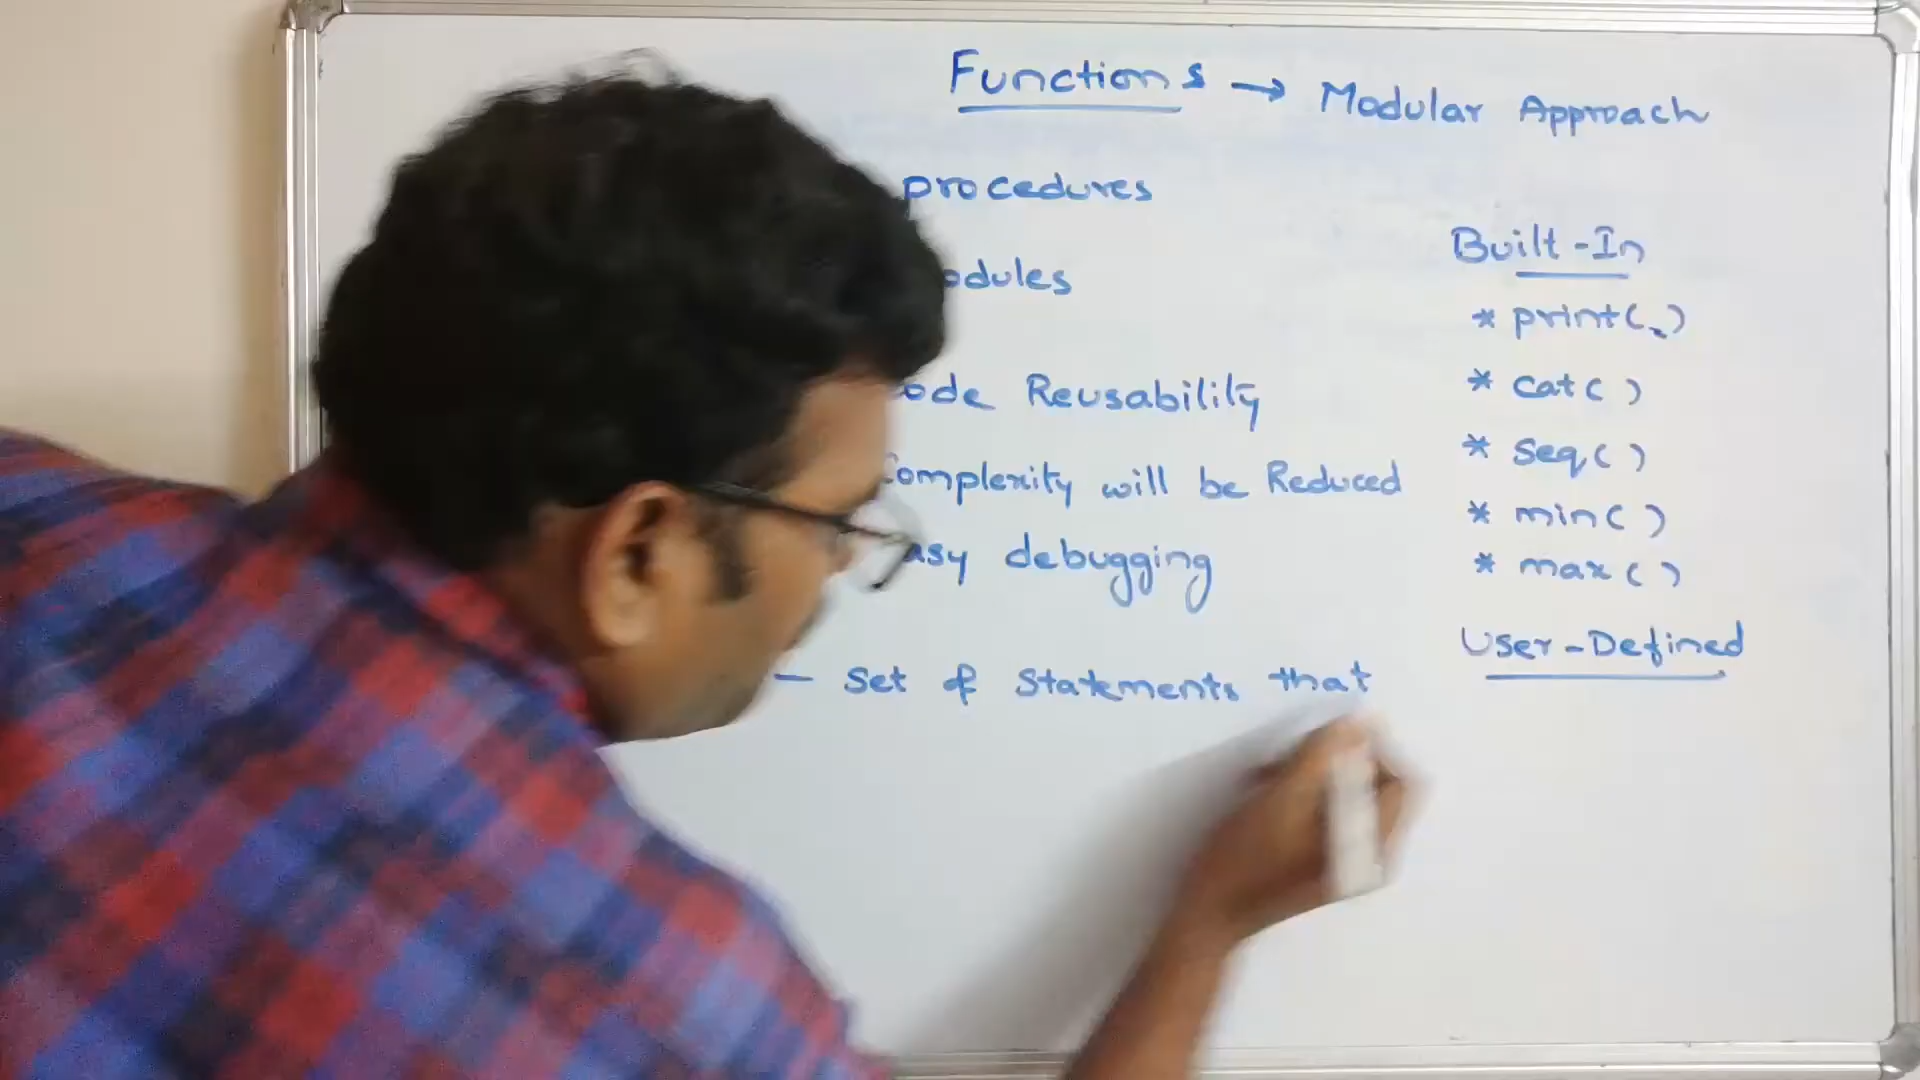 Functions → Modular Approach
procedures
odules
ode Reusability
Complexity will be Reduced
asy debugging
– Set of Statements that
Built-In
* print(_)
* cat( )
* seq( )
* min( )
* max( )
User-Defined